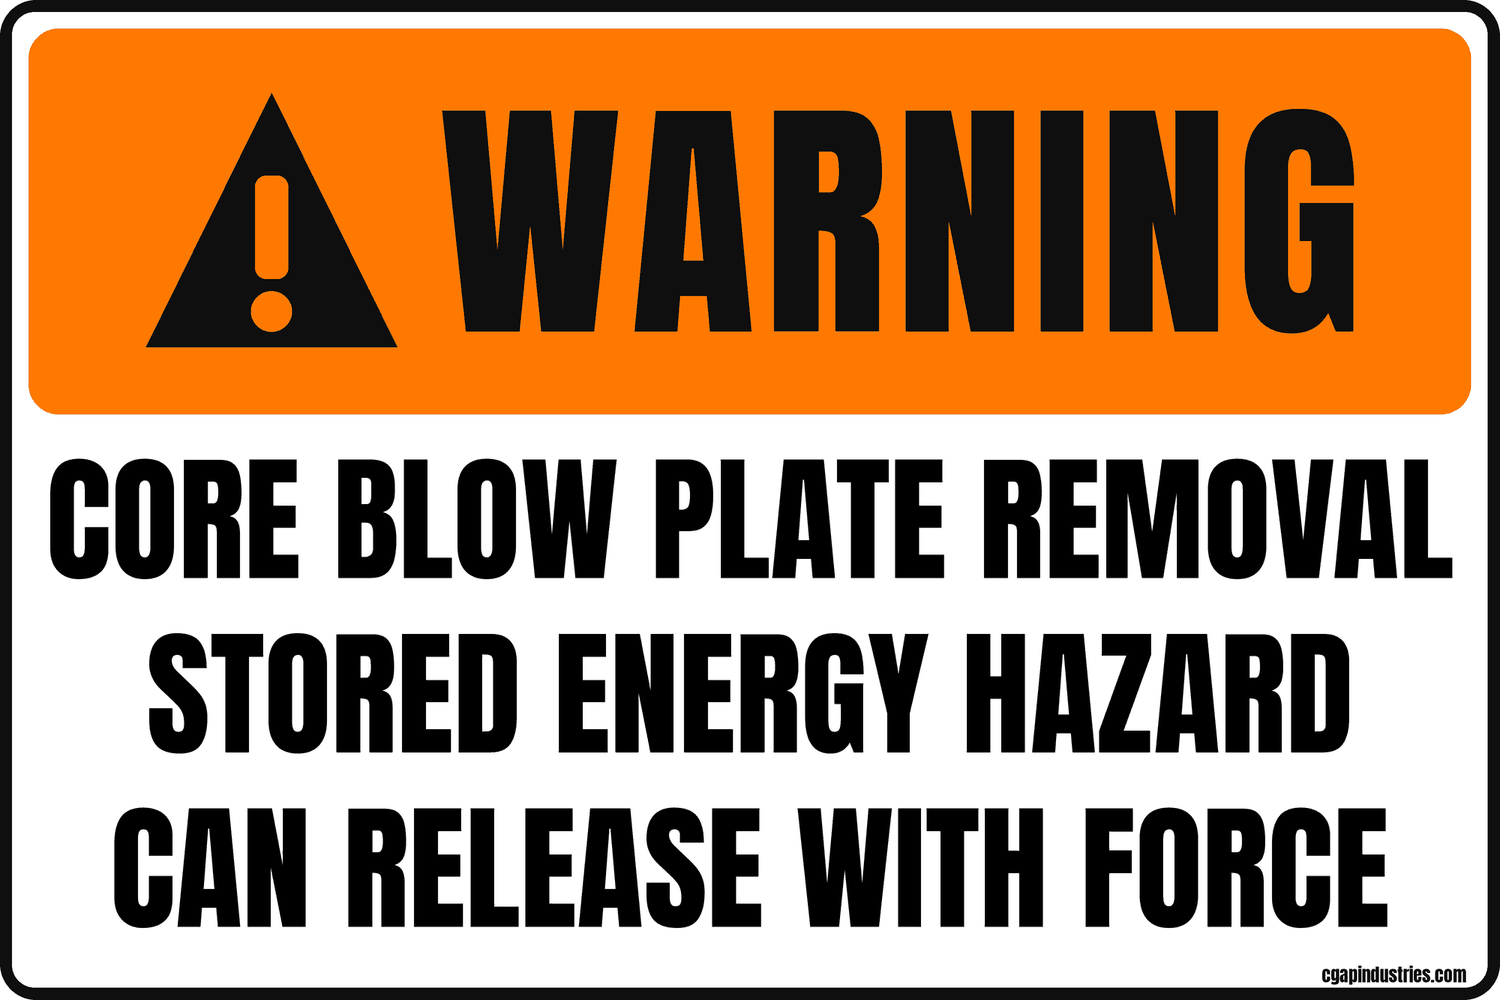 WARNING
CORE BLOW PLATE REMOVAL
STORED ENERGY HAZARD
CAN RELEASE WITH FORCE
cgapindustries.com